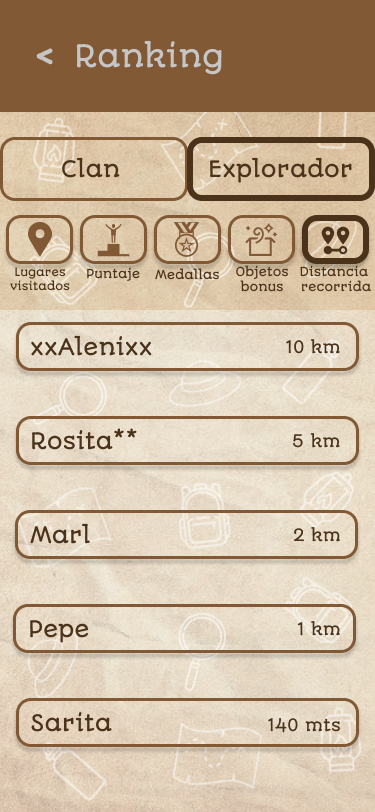 < Ranking
Clan
Explorador
Lugares
visitados
Puntaje
Medallas
Objetos
bonus
Distancia
recorrida
xxAlenixx 10 km
Rosita** 5 km
Marl 2 km
Pepe 1 km
Sarita 140 mts